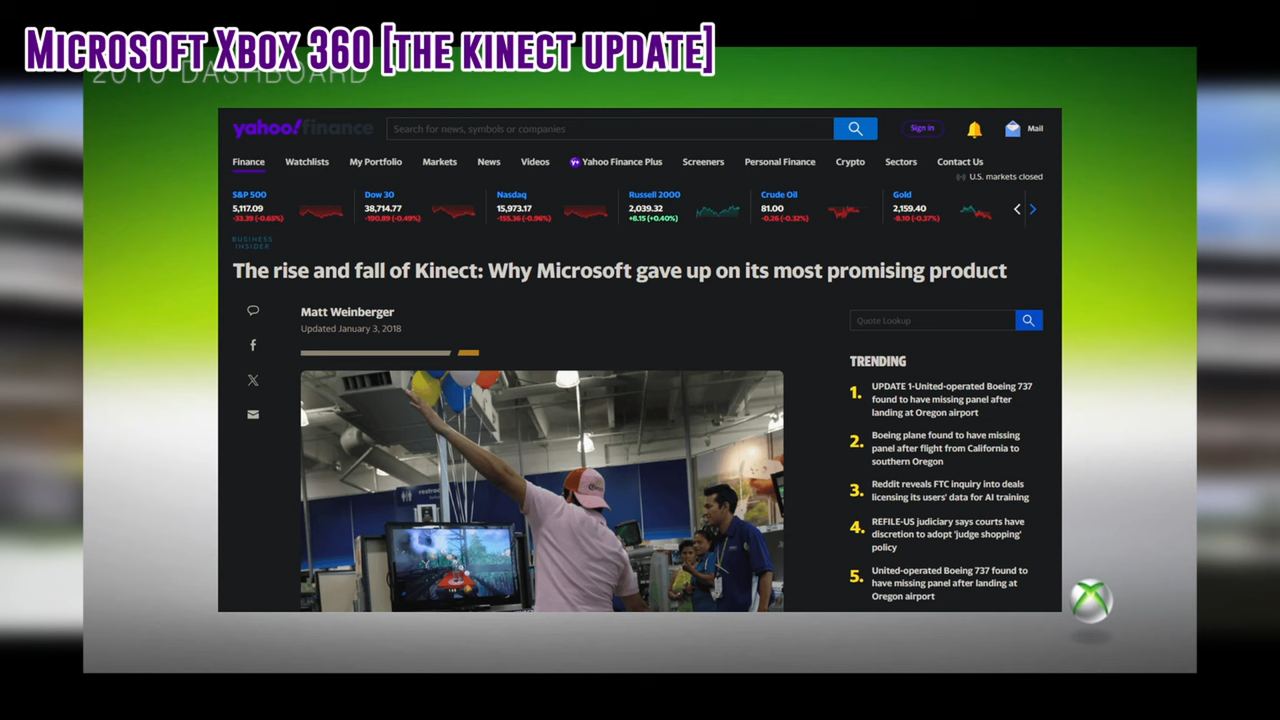 Microsoft Xbox 360 [the kinect update]
2010 DASHBOARD
yahoo!finance
Search for news, symbols or companies
Sign in
Mail
Finance Watchlists My Portfolio Markets News Videos Yahoo Finance Plus Screeners Personal Finance Crypto Sectors Contact Us
U.S. markets closed
S&P 500 Dow 30 Nasdaq Russell 2000 Crude Oil Gold
5,117.09 38,714.77 15,973.17 2,039.32 81.00 2,159.40
-33.39 (-0.65%) -190.89 (-0.49%) -155.36 (-0.96%) +8.15 (+0.40%) -0.26 (-0.32%) -8.10 (-0.37%)
BUSINESS
INSIDER
The rise and fall of Kinect: Why Microsoft gave up on its most promising product
Matt Weinberger
Updated January 3, 2018
Quote Lookup
TRENDING
1. UPDATE 1-United-operated Boeing 737
found to have missing panel after
landing at Oregon airport
2. Boeing plane found to have missing
panel after flight from California to
southern Oregon
3. Reddit reveals FTC inquiry into deals
licensing its users' data for AI training
4. REFILE-US judiciary says courts have
discretion to adopt 'judge shopping'
policy
5. United-operated Boeing 737 found to
have missing panel after landing at
Oregon airport